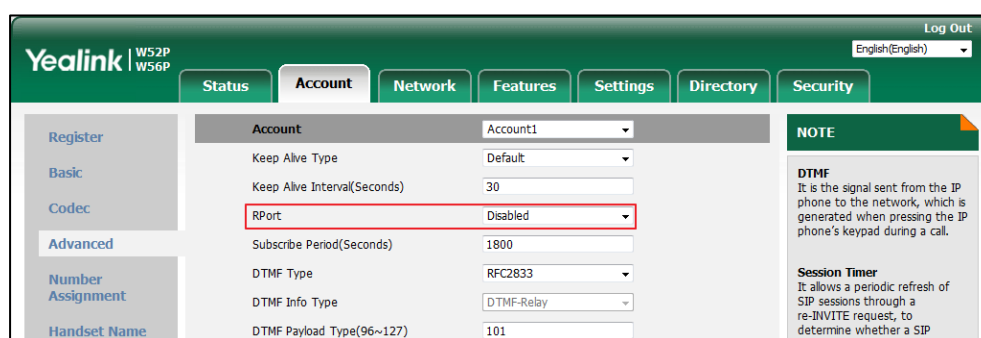 Log Out
Yealink | W52P
W56P
English(English)
Status Account Network Features Settings Directory Security
Register
Basic
Codec
Advanced
Number
Assignment
Handset Name
Account Account1
Keep Alive Type Default
Keep Alive Interval(Seconds) 30
RPort Disabled
Subscribe Period(Seconds) 1800
DTMF Type RFC2833
DTMF Info Type DTMF-Relay
DTMF Payload Type(96~127) 101
NOTE
DTMF
It is the signal sent from the IP
phone to the network, which is
generated when pressing the IP
phone's keypad during a call.
Session Timer
It allows a periodic refresh of
SIP sessions through a
re-INVITE request, to
determine whether a SIP